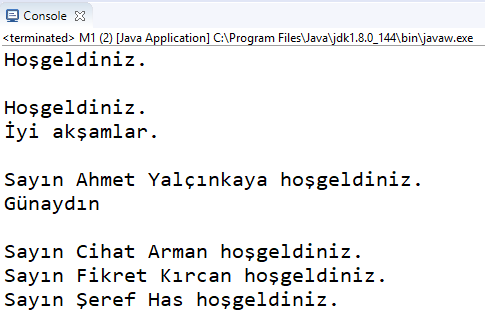 Console
<terminated> M1 (2) [Java Application] C:\Program Files\Java\jdk1.8.0_144\bin\javaw.exe
Hoşgeldiniz.
Hoşgeldiniz.
İyi akşamlar.
Sayın Ahmet Yalçınkaya hoşgeldiniz.
Günaydın
Sayın Cihat Arman hoşgeldiniz.
Sayın Fikret Kırcan hoşgeldiniz.
Sayın Şeref Has hoşgeldiniz.